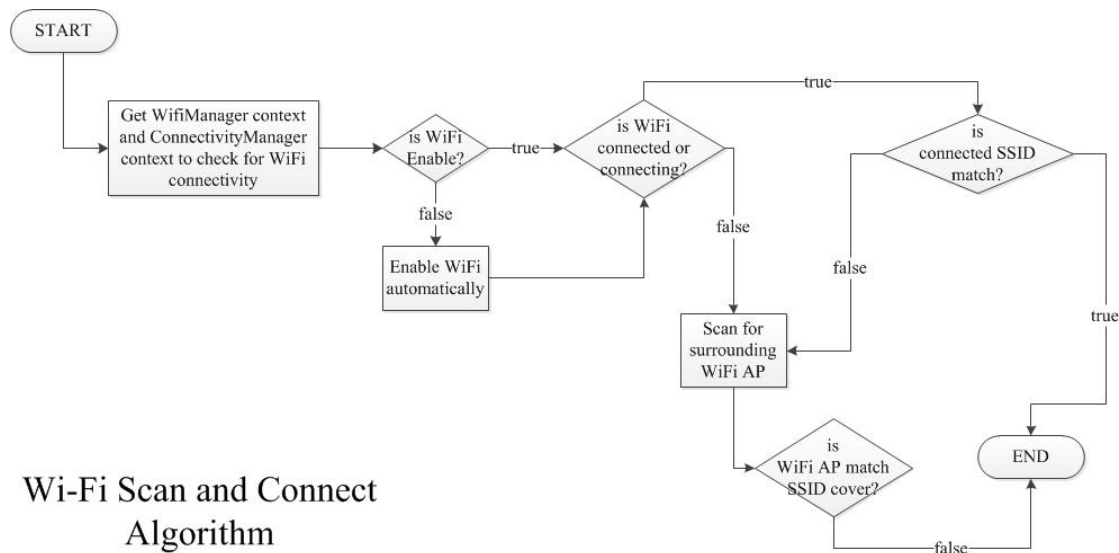 START
Get WifiManager context
and ConnectivityManager
context to check for WiFi
connectivity
is WiFi
Enable?
true
false
Enable WiFi
automatically
is WiFi
connected or
connecting?
true
false
is
connected SSID
match?
false
true
Scan for
surrounding
WiFi AP
is
WiFi AP match
SSID cover?
false
END
Wi-Fi Scan and Connect
Algorithm